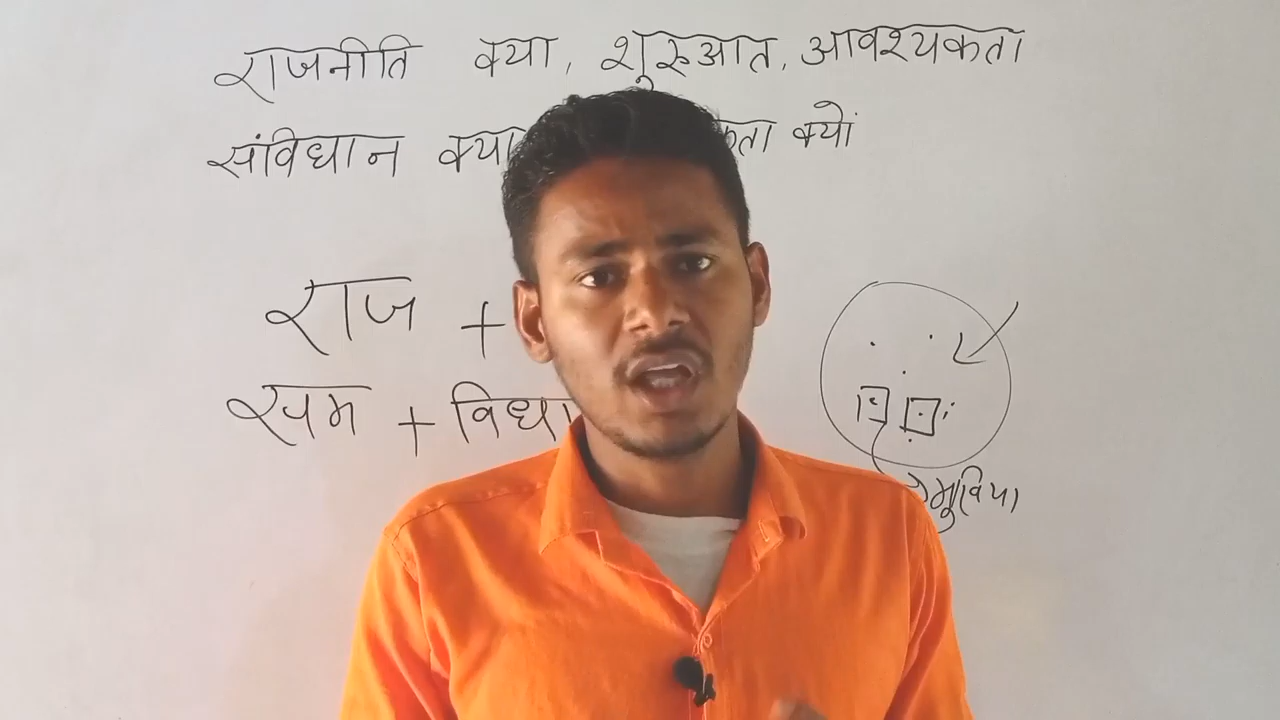 राजनीति क्या, शुरुआत, आवश्यकता
संविधान क्या कता क्यों
राज +
सम + विधा
मुखिया